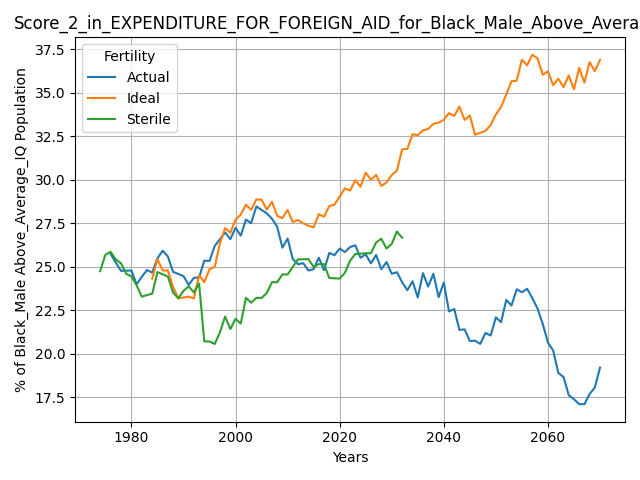 Score_2_in_EXPENDITURE_FOR_FOREIGN_AID_for_Black_Male_Above_Avera
Fertility
Actual
Ideal
Sterile
% of Black_Male Above_Average_IQ Population
37.5
35.0
32.5
30.0
27.5
25.0
22.5
20.0
17.5
1980
2000
2020
2040
2060
Years